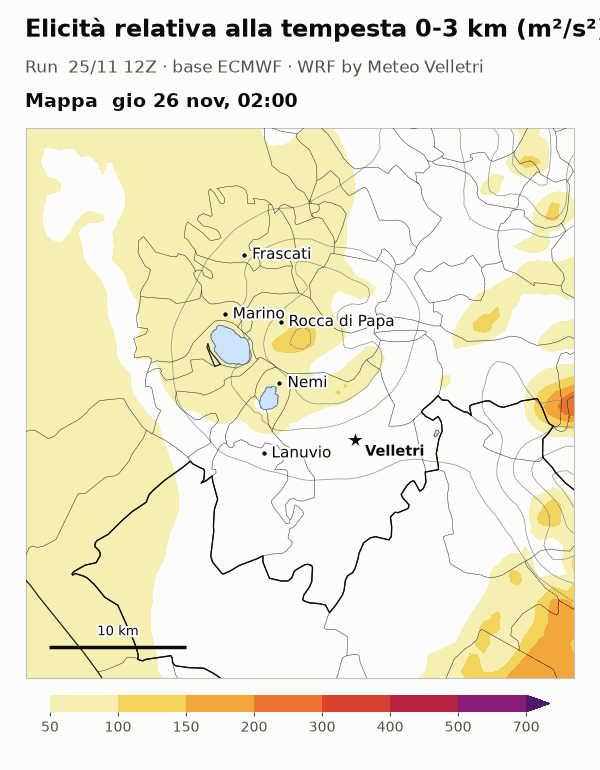 Elicità relativa alla tempesta 0-3 km (m²/s²)
Run 25/11 12Z · base ECMWF · WRF by Meteo Velletri
Mappa gio 26 nov, 02:00
Frascati
Marino
Rocca di Papa
Nemi
Velletri
Lanuvio
10 km
50 100 150 200 300 400 500 700